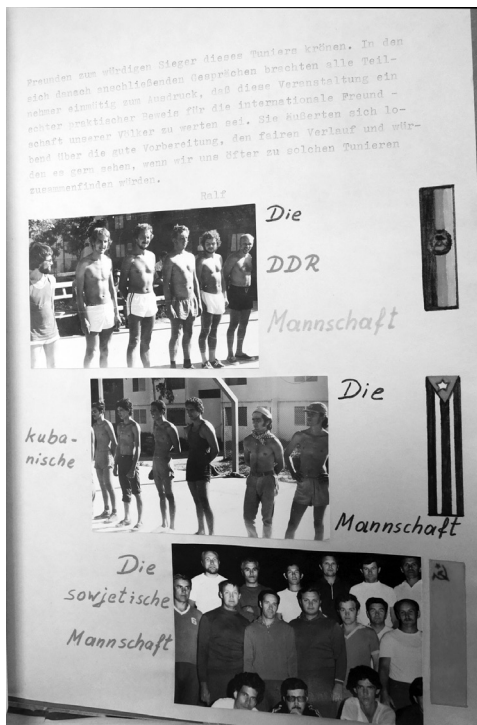 Freunden zum würdigen Sieger dieses Tuniers krönen. In den
sich danach anschließenden Gesprächen brachten alle Teil-
nehmer einmütig zum Ausdruck, daß diese Veranstaltung ein
echter praktischer Beweis für die internationale Freund -
schaft unserer Völker zu werten sei. Sie äußerten sich lo-
bend über die gute Vorbereitung, den fairen Verlauf und wür-
den es gern sehen, wenn wir uns öfter zu solchen Tunieren
zusammenfinden würden.
Half
Die
DDR
Mannschaft
Die
kuba-
nische
Mannschaft
Die
sowjetische
Mannschaft